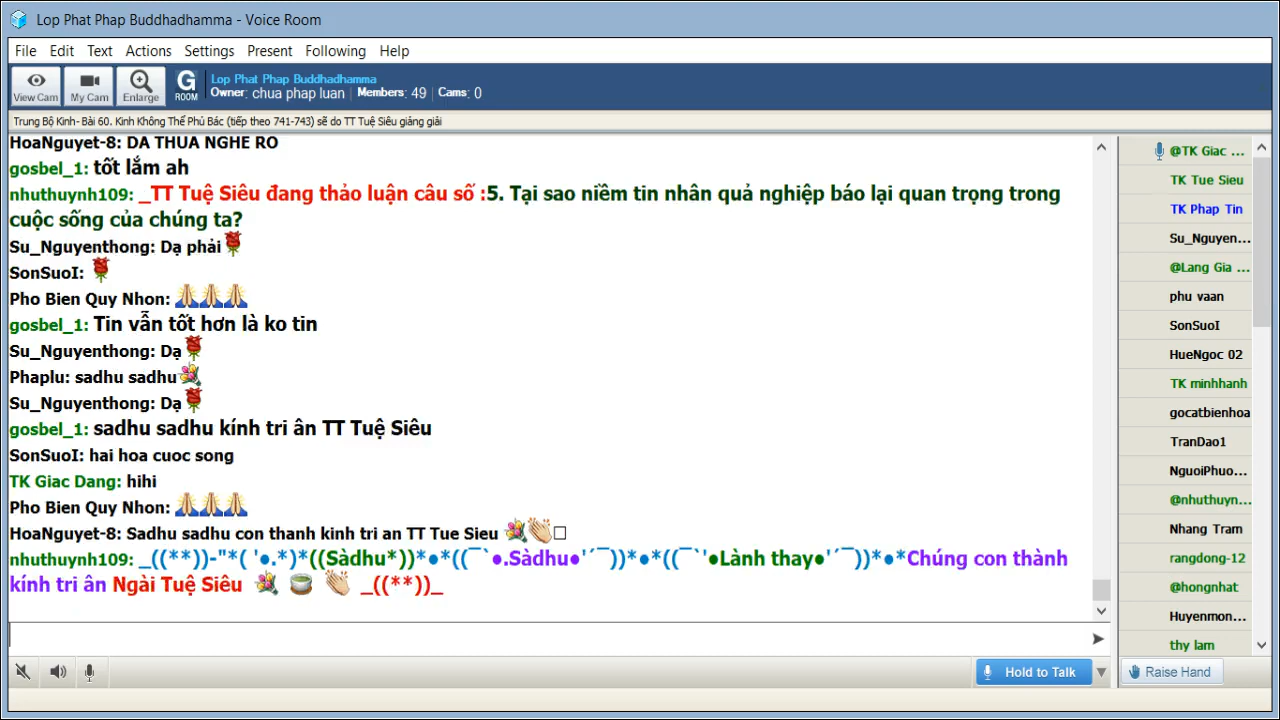 Lop Phat Phap Buddhadhamma - Voice Room
File Edit Text Actions Settings Present Following Help
View Cam My Cam Enlarge G ROOM
Lop Phat Phap Buddhadhamma
Owner: chua phap luan Members: 49 Cams: 0
Trung Bộ Kinh- Bài 60. Kinh Không Thể Phủ Bác (tiếp theo 741-743) sẽ do TT Tuệ Siêu giảng giải
HoaNguyet-8: DA THUA NGHE RO
gosbel_1: tốt lắm ah
nhuthuynh109: _TT Tuệ Siêu đang thảo luận câu số :5. Tại sao niềm tin nhân quả nghiệp báo lại quan trọng trong
cuộc sống của chúng ta?
Su_Nguyenthong: Dạ phải
SonSuoI:
Pho Bien Quy Nhon:
gosbel_1: Tin vẫn tốt hơn là ko tin
Su_Nguyenthong: Dạ
Phaplu: sadhu sadhu
Su_Nguyenthong: Dạ
gosbel_1: sadhu sadhu kính tri ân TT Tuệ Siêu
SonSuoI: hai hoa cuoc song
TK Giac Dang: hihi
Pho Bien Quy Nhon:
HoaNguyet-8: Sadhu sadhu con thanh kinh tri an TT Tue Sieu
nhuthuynh109: _((**))-"*( '●.*)*((Sàdhu*))*●*((¯`●.Sàdhu●'´¯))*●*((¯`'●Lành thay●'´¯))*●*Chúng con thành
kính tri ân Ngài Tuệ Siêu _((**))_
@TK Giac ...
TK Tue Sieu
TK Phap Tin
Su_Nguyen...
@Lang Gia ...
phu vaan
SonSuoI
HueNgoc 02
TK minhhanh
gocatbienhoa
TranDao1
NguoiPhuo...
@nhuthuyn...
Nhang Tram
rangdong-12
@hongnhat
Huyenmon...
thy lam
Hold to Talk
Raise Hand